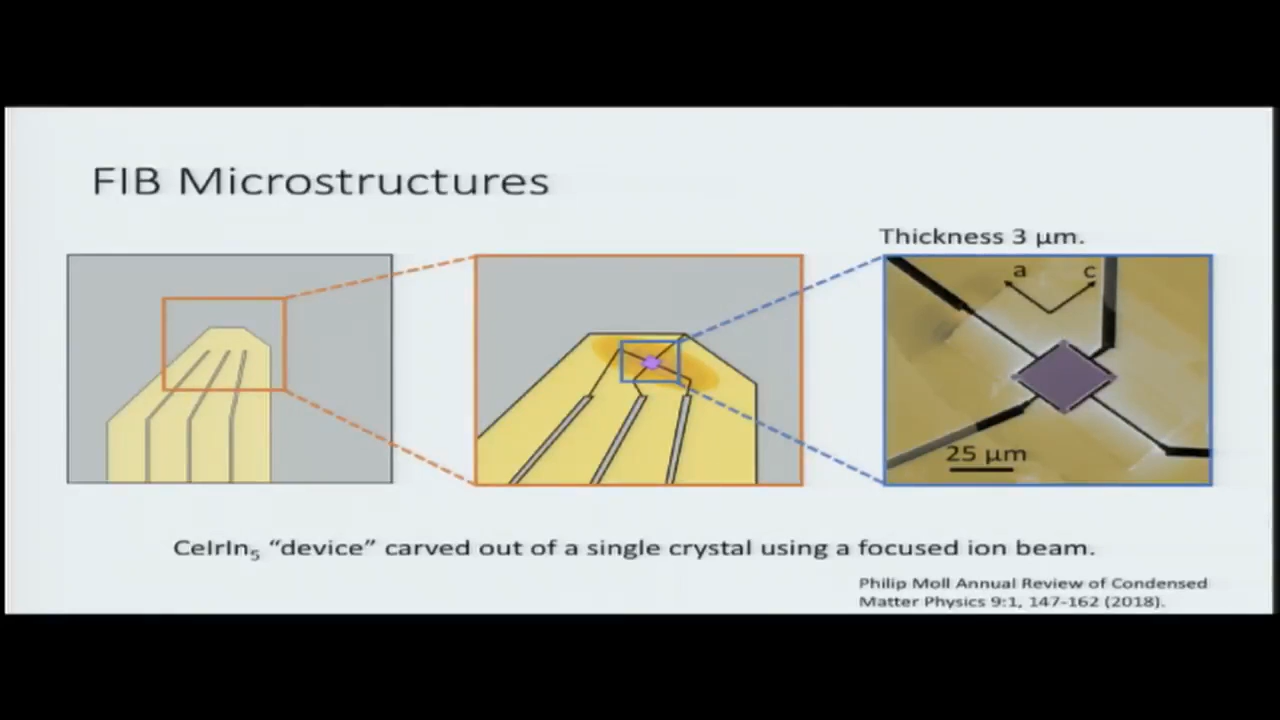 FIB Microstructures
Thickness 3 μm.
a
c
25 μm
CeIrIn₅ “device” carved out of a single crystal using a focused ion beam.
Philip Moll Annual Review of Condensed
Matter Physics 9:1, 147-162 (2018).